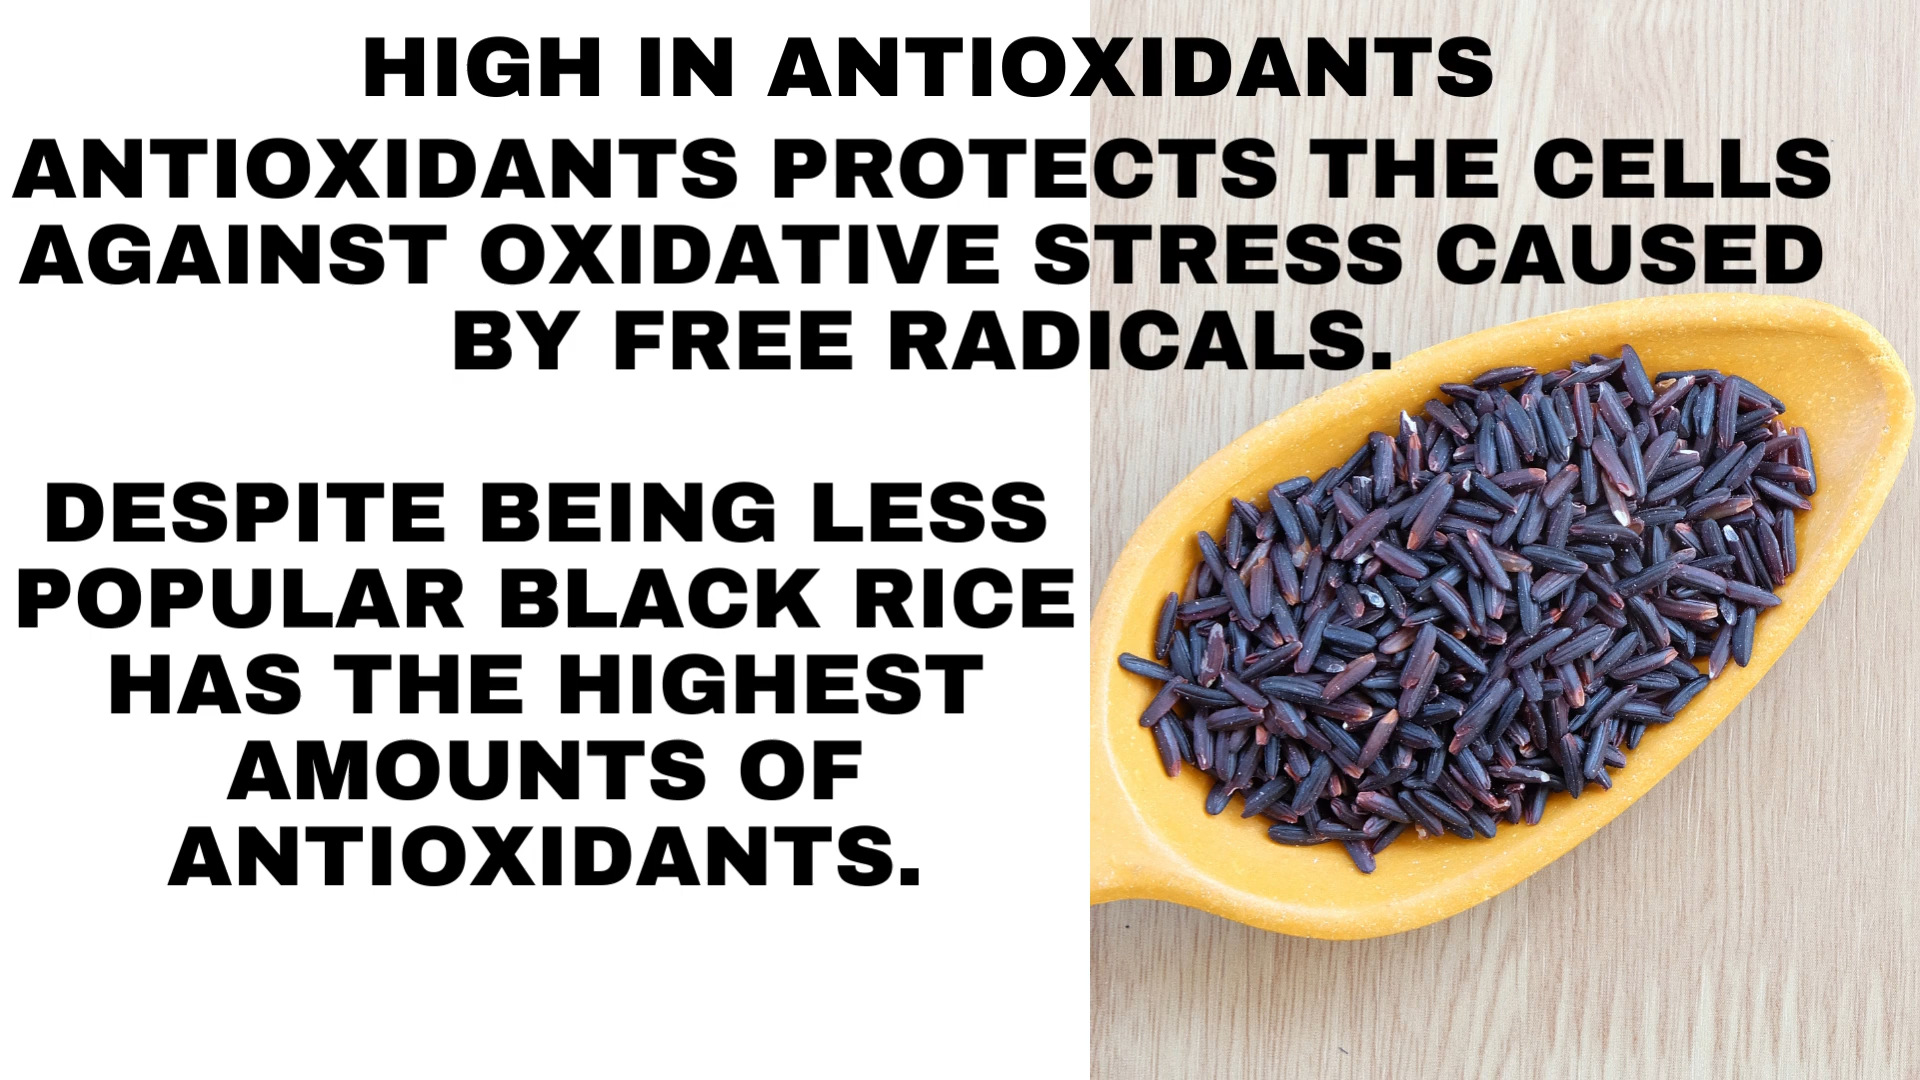 HIGH IN ANTIOXIDANTS
ANTIOXIDANTS PROTECTS THE CELLS
AGAINST OXIDATIVE STRESS CAUSED
BY FREE RADICALS.
DESPITE BEING LESS
POPULAR BLACK RICE
HAS THE HIGHEST
AMOUNTS OF
ANTIOXIDANTS.